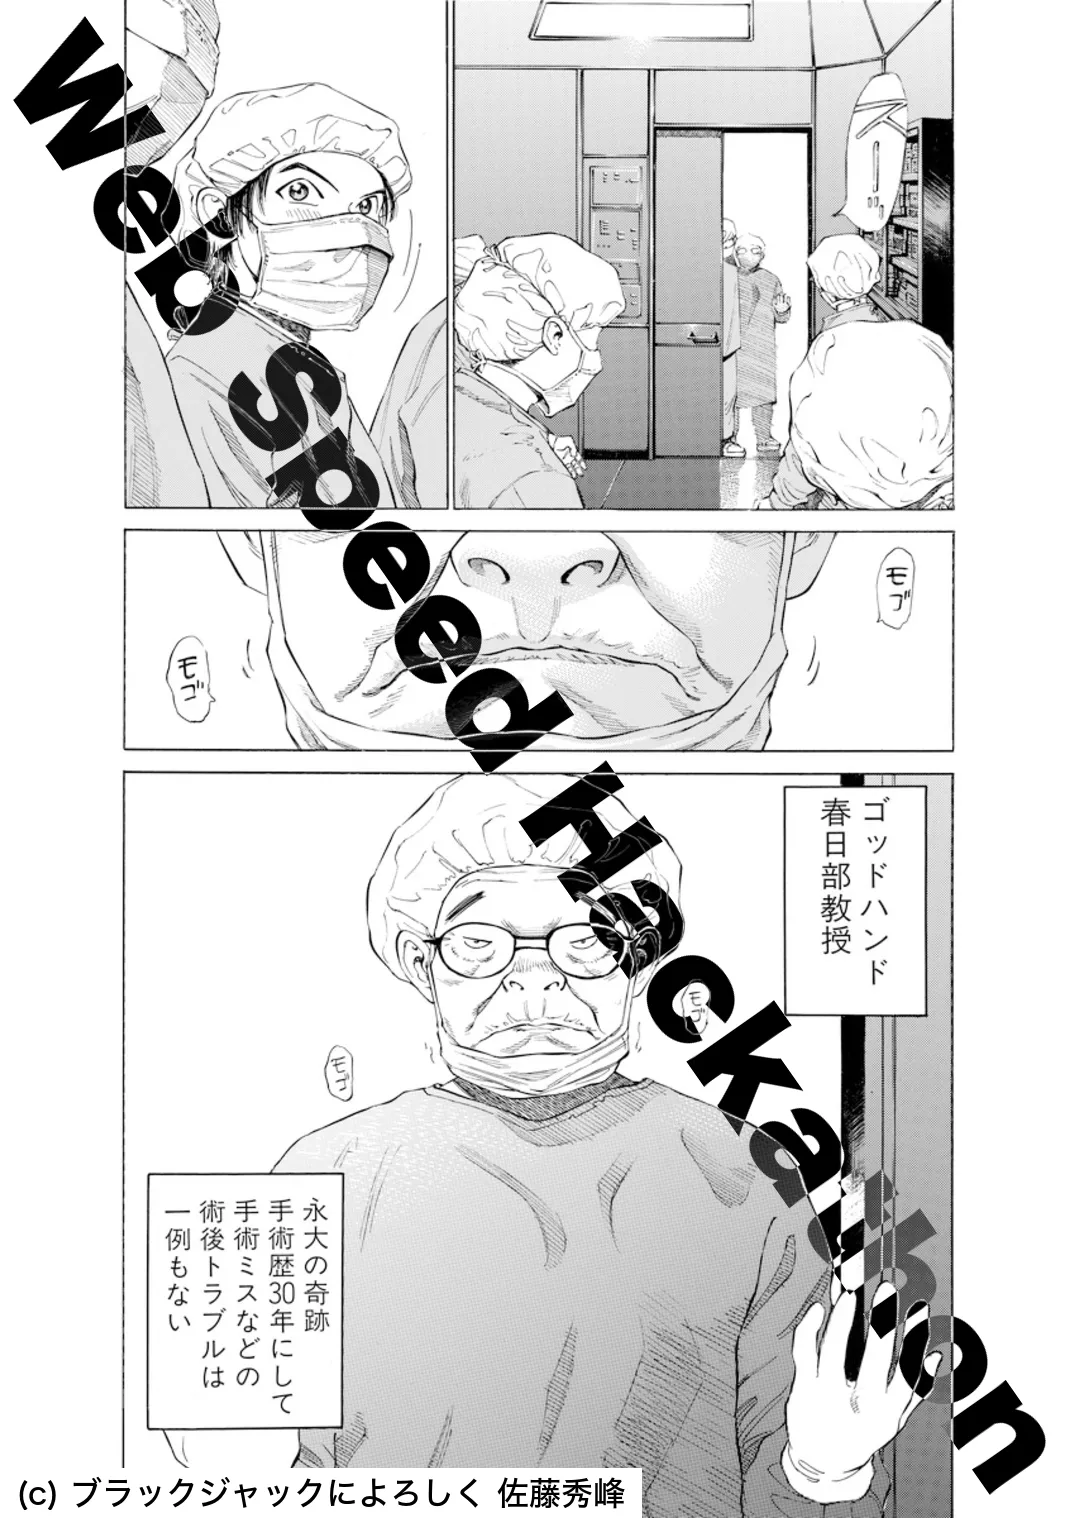 スーッ
モゴ
モゴ
ゴッドハンド
春日部教授
モゴ
モゴ
永大の奇跡
手術歴30年にして
手術ミスなどの
術後トラブルは
一例もない
Web Speed Hackathon
(c) ブラックジャックによろしく 佐藤秀峰